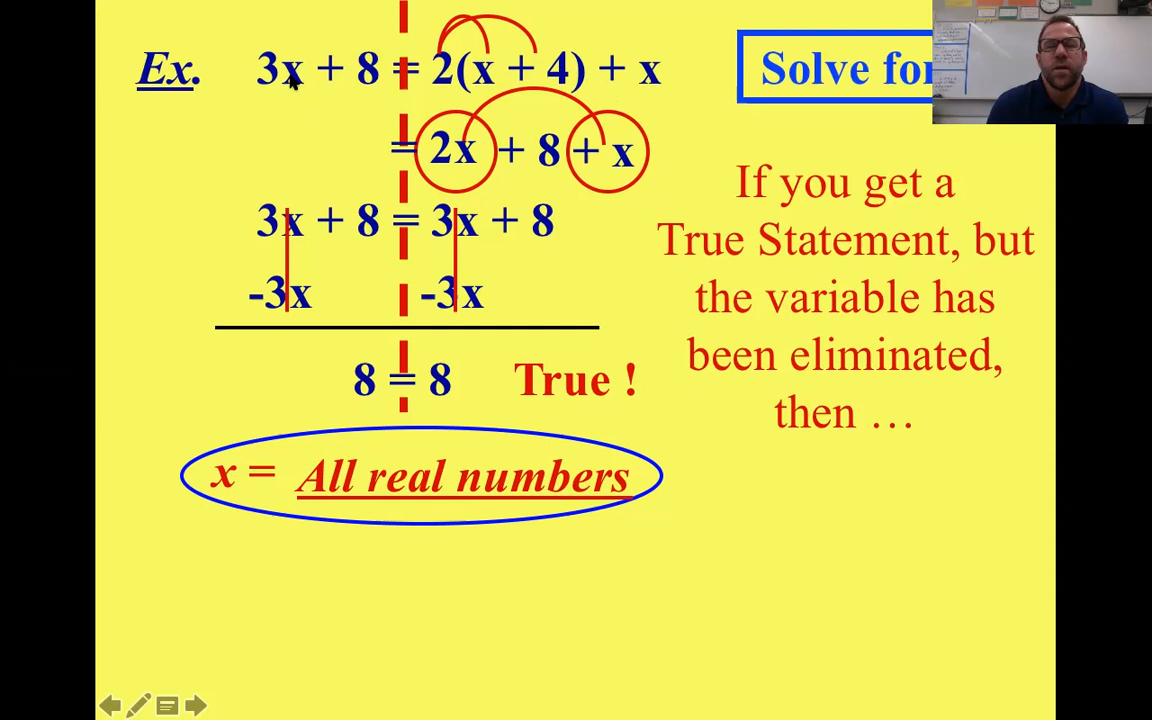 Ex. 3x + 8 = 2(x + 4) + x
Solve for
= 2x + 8 + x
3x + 8 = 3x + 8
-3x -3x
8 = 8 True !
x = All real numbers
If you get a
True Statement, but
the variable has
been eliminated,
then …